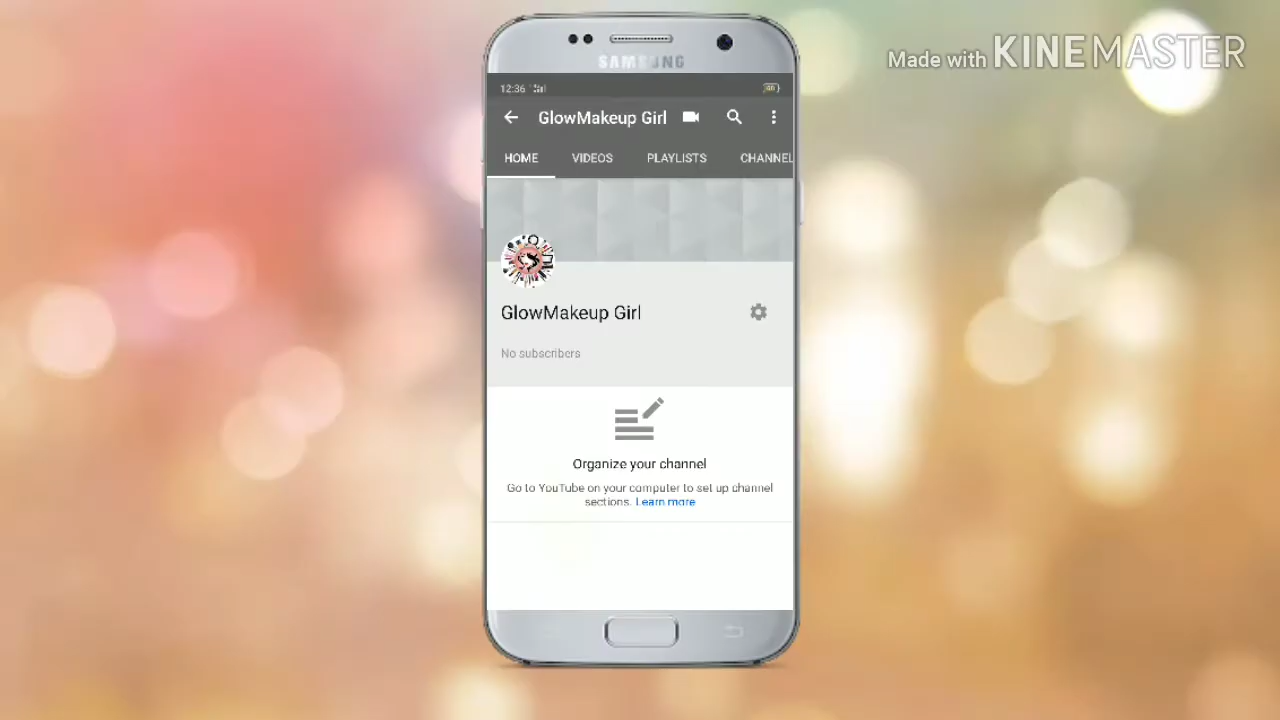 Made with KINEMASTER
SAMSUNG
12:36
GlowMakeup Girl
HOME VIDEOS PLAYLISTS CHANNEL
GlowMakeup Girl
No subscribers
Organize your channel
Go to YouTube on your computer to set up channel
sections. Learn more